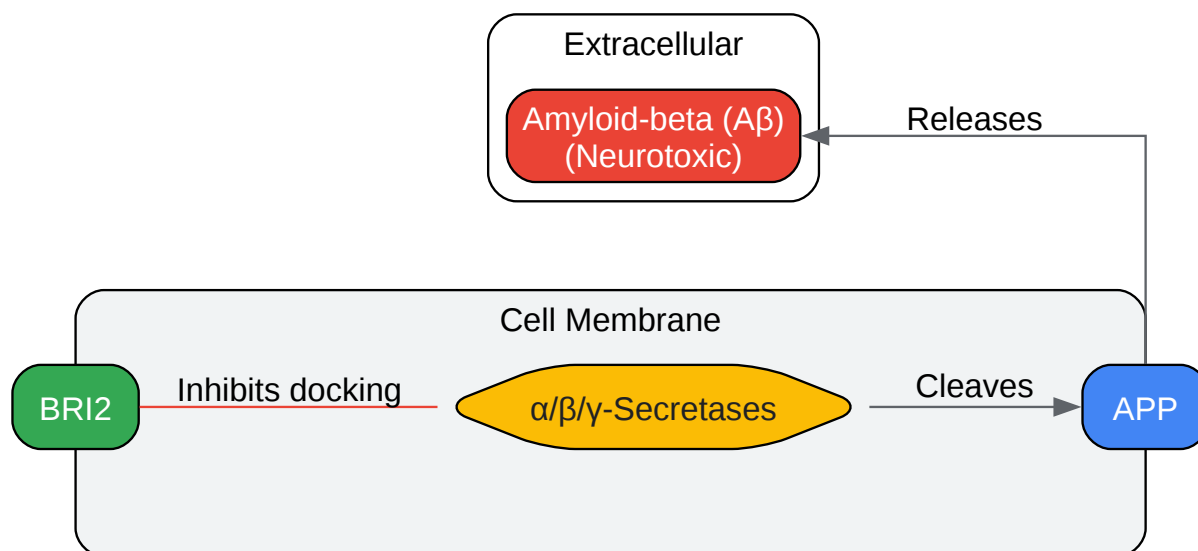 Extracellular
Amyloid-beta (Aβ)
(Neurotoxic)
Releases
Cell Membrane
BRI2
Inhibits docking
α/β/γ-Secretases
Cleaves
APP